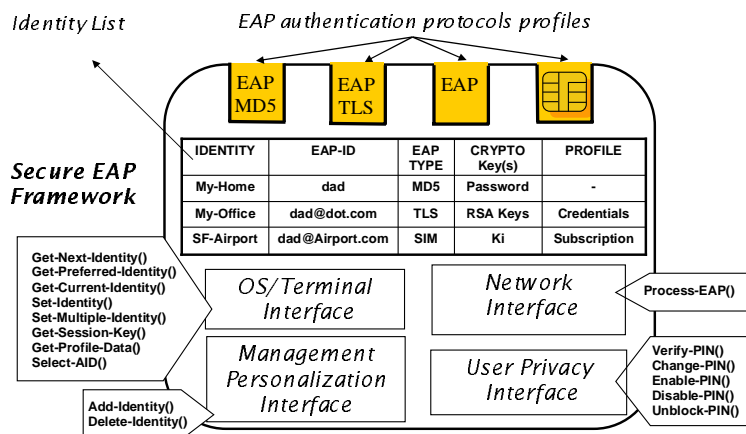 Identity List
EAP authentication protocols profiles
EAP
MD5
EAP
TLS
EAP
IDENTITY EAP-ID EAP TYPE CRYPTO Key(s) PROFILE
My-Home dad MD5 Password -
My-Office dad@dot.com TLS RSA Keys Credentials
SF-Airport dad@Airport.com SIM Ki Subscription
Secure EAP
Framework
Get-Next-Identity()
Get-Preferred-Identity()
Get-Current-Identity()
Set-Identity()
Set-Multiple-Identity()
Get-Session-Key()
Get-Profile-Data()
Select-AID()
OS/Terminal
Interface
Network
Interface
Process-EAP()
Management
Personalization
Interface
User Privacy
Interface
Verify-PIN()
Change-PIN()
Enable-PIN()
Disable-PIN()
Unblock-PIN()
Add-Identity()
Delete-Identity()